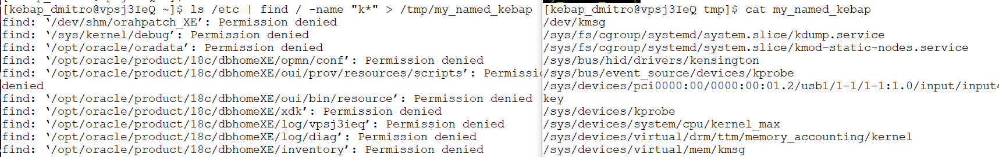 [kebap_dmitro@vpsj3IeQ ~]$ ls /etc | find / -name "k*" > /tmp/my_named_kebap
find: ‘/dev/shm/orahpatch_XE’: Permission denied
find: ‘/sys/kernel/debug’: Permission denied
find: ‘/opt/oracle/oradata’: Permission denied
find: ‘/opt/oracle/product/18c/dbhomeXE/opmn/conf’: Permission denied
find: ‘/opt/oracle/product/18c/dbhomeXE/oui/prov/resources/scripts’: Permissi
denied
find: ‘/opt/oracle/product/18c/dbhomeXE/oui/bin/resource’: Permission denied
find: ‘/opt/oracle/product/18c/dbhomeXE/xdk’: Permission denied
find: ‘/opt/oracle/product/18c/dbhomeXE/log/vpsj3ieq’: Permission denied
find: ‘/opt/oracle/product/18c/dbhomeXE/log/diag’: Permission denied
find: ‘/opt/oracle/product/18c/dbhomeXE/inventory’: Permission denied
[kebap_dmitro@vpsj3IeQ tmp]$ cat my_named_kebap
/dev/kmsg
/sys/fs/cgroup/systemd/system.slice/kdump.service
/sys/fs/cgroup/systemd/system.slice/kmod-static-nodes.service
/sys/bus/hid/drivers/kensington
/sys/bus/event_source/devices/kprobe
/sys/devices/pci0000:00/0000:00:01.2/usb1/1-1/1-1:1.0/input/input
key
/sys/devices/kprobe
/sys/devices/system/cpu/kernel_max
/sys/devices/virtual/drm/ttm/memory_accounting/kernel
/sys/devices/virtual/mem/kmsg